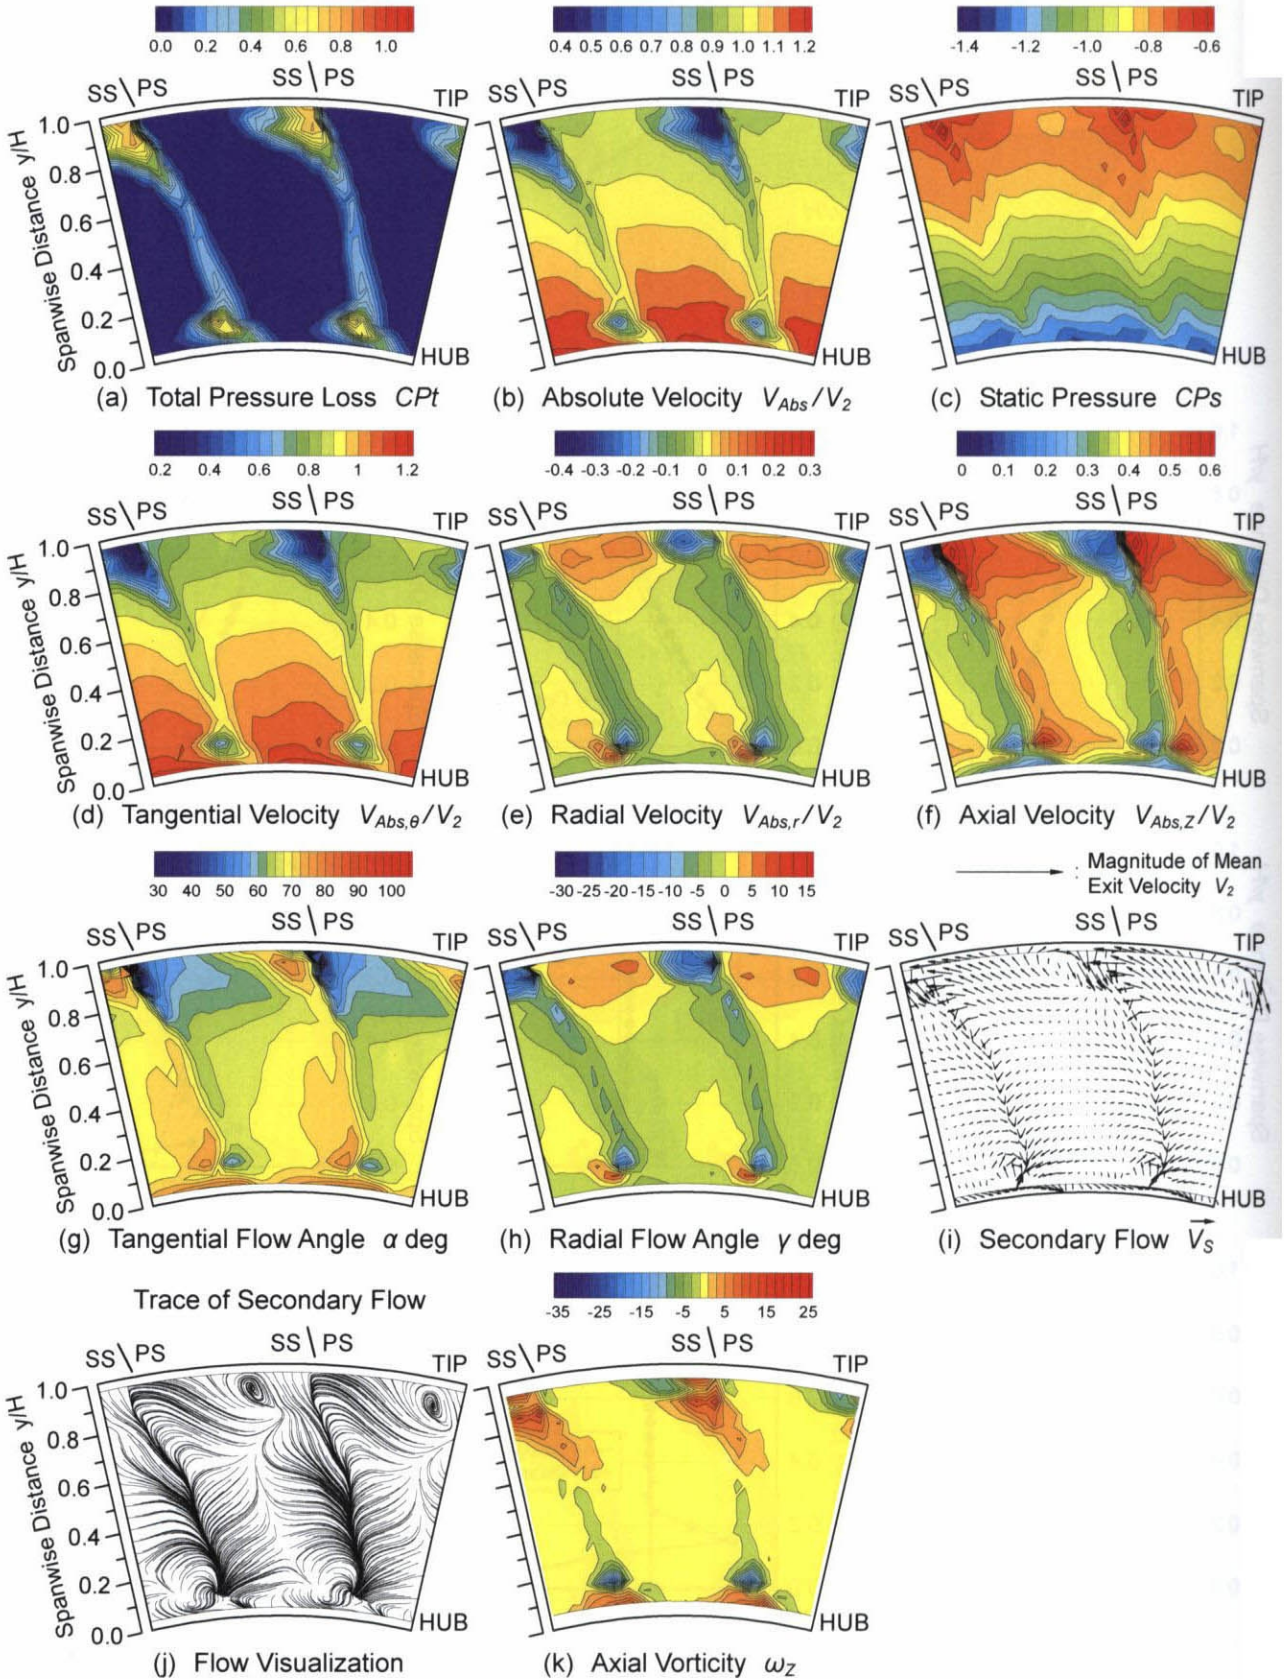 0.0 0.2 0.4 0.6 0.8 1.0
0.4 0.5 0.6 0.7 0.8 0.9 1.0 1.1 1.2
-1.4 -1.2 -1.0 -0.8 -0.6
SS \ PS SS \ PS TIP
SS \ PS SS \ PS TIP
SS \ PS SS \ PS TIP
Spanwise Distance y/H
1.0
0.8
0.6
0.4
0.2
0.0
HUB
HUB
HUB
(a) Total Pressure Loss CPt
(b) Absolute Velocity V_Abs/V_2
(c) Static Pressure CPs
0.2 0.4 0.6 0.8 1 1.2
-0.4 -0.3 -0.2 -0.1 0 0.1 0.2 0.3
0 0.1 0.2 0.3 0.4 0.5 0.6
SS \ PS SS \ PS TIP
SS \ PS SS \ PS TIP
SS \ PS SS \ PS TIP
Spanwise Distance y/H
1.0
0.8
0.6
0.4
0.2
0.0
HUB
HUB
HUB
(d) Tangential Velocity V_Abs,θ/V_2
(e) Radial Velocity V_Abs,r/V_2
(f) Axial Velocity V_Abs,Z/V_2
30 40 50 60 70 80 90 100
-30 -25 -20 -15 -10 -5 0 5 10 15
: Magnitude of Mean
Exit Velocity V_2
SS \ PS SS \ PS TIP
SS \ PS SS \ PS TIP
SS \ PS SS \ PS TIP
Spanwise Distance y/H
1.0
0.8
0.6
0.4
0.2
0.0
HUB
HUB
HUB
(g) Tangential Flow Angle α deg
(h) Radial Flow Angle γ deg
(i) Secondary Flow V_S
Trace of Secondary Flow
-35 -25 -15 -5 5 15 25
SS \ PS SS \ PS TIP
SS \ PS SS \ PS TIP
Spanwise Distance y/H
1.0
0.8
0.6
0.4
0.2
0.0
HUB
HUB
(j) Flow Visualization
(k) Axial Vorticity ω_Z